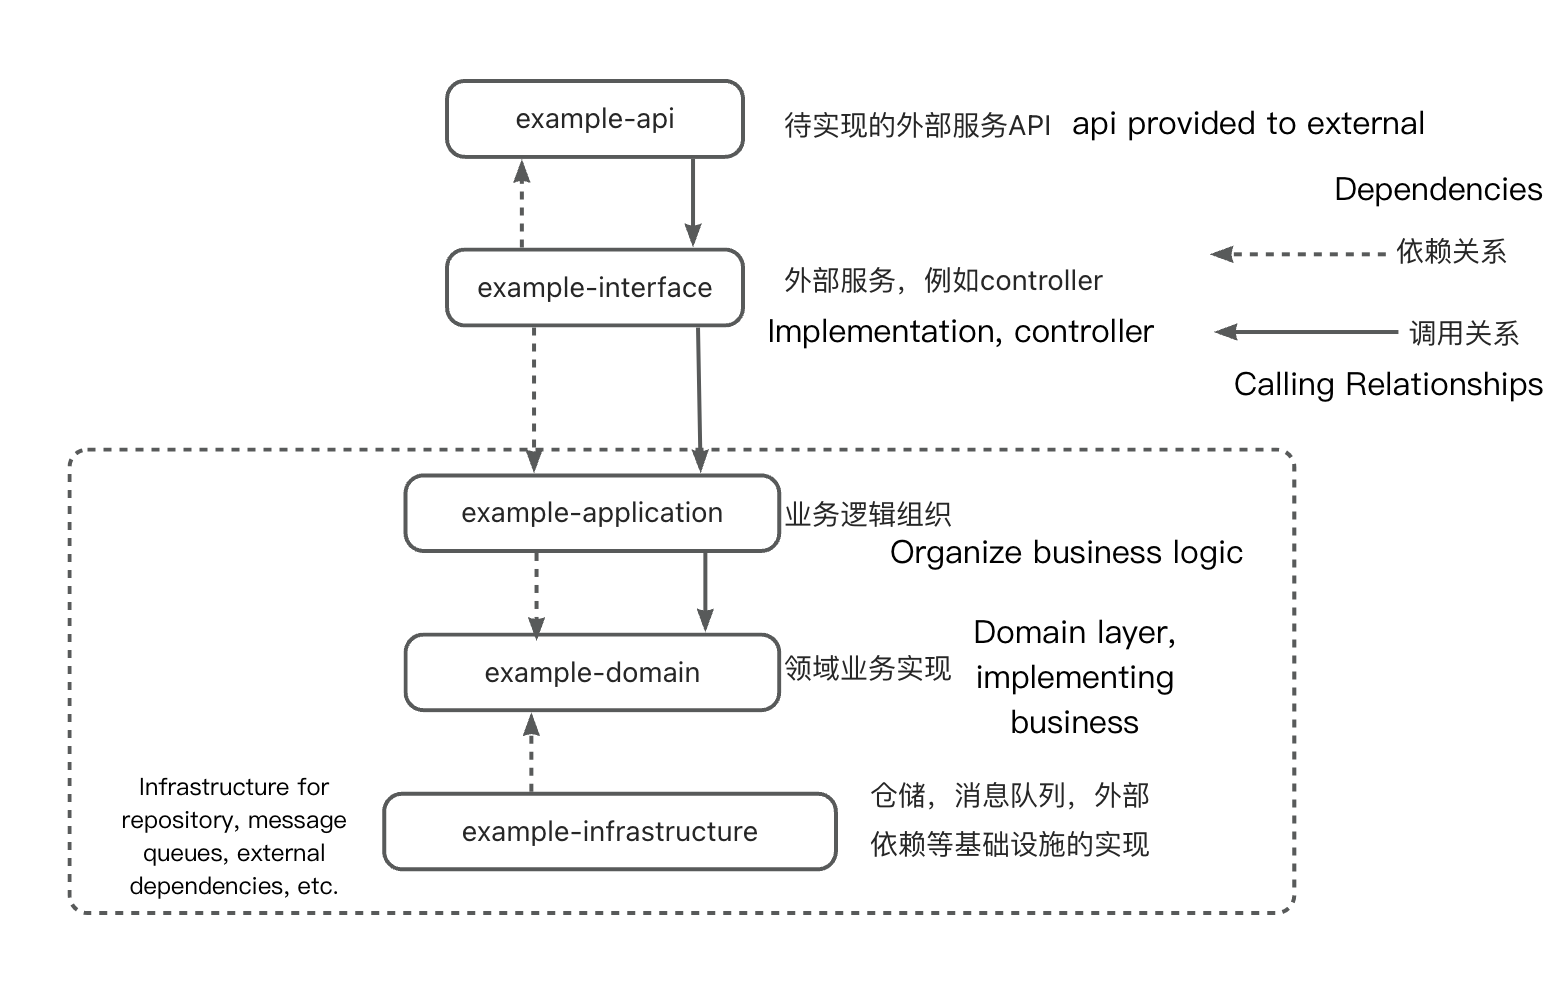 example-api
待实现的外部服务API api provided to external
Dependencies
依赖关系
example-interface
外部服务，例如controller
Implementation, controller
调用关系
Calling Relationships
example-application
业务逻辑组织
Organize business logic
example-domain
领域业务实现
Domain layer,
implementing
business
Infrastructure for
repository, message
queues, external
dependencies, etc.
example-infrastructure
仓储，消息队列，外部
依赖等基础设施的实现